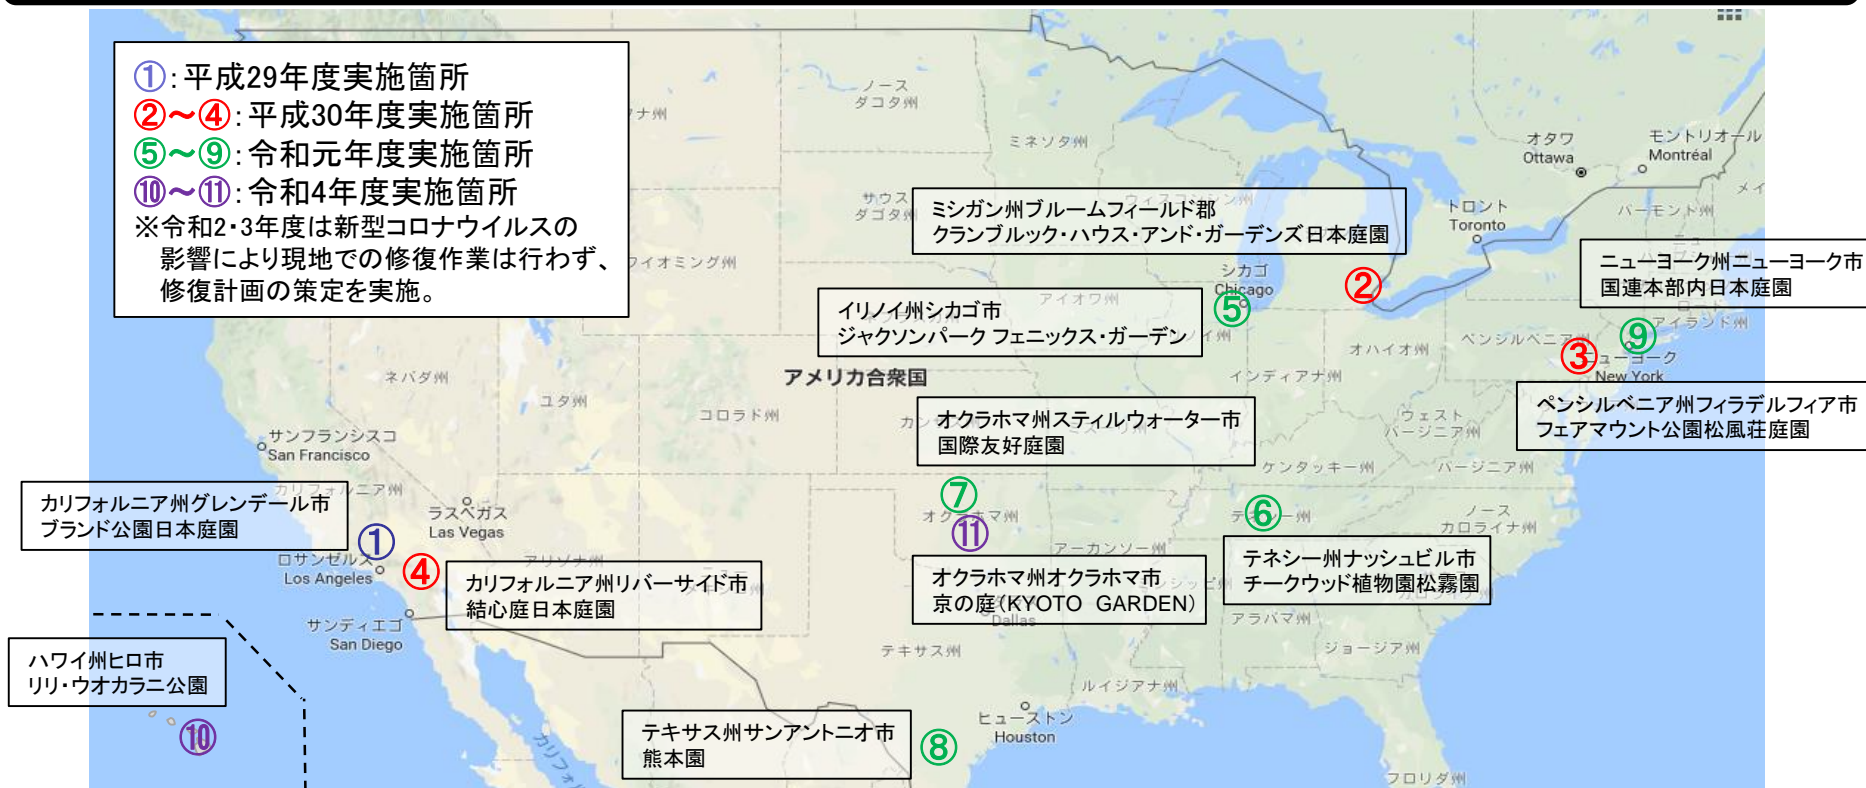 ①：平成29年度実施箇所
②～④：平成30年度実施箇所
⑤～⑨：令和元年度実施箇所
⑩～⑪：令和4年度実施箇所
※令和2・3年度は新型コロナウイルスの
影響により現地での修復作業は行わず、
修復計画の策定を実施。
ノース
ダコタ州
ミネソタ州
オタワ
Ottawa
モントリオール
Montréal
サウス
ダコタ州
ミシガン州ブルームフィールド郡
クランブルック・ハウス・アンド・ガーデンズ日本庭園
トロント
Toronto
バーモント州
ワイオミング州
シカゴ
Chicago
②
ニューヨーク州ニューヨーク市
国連本部内日本庭園
アイオワ州
イリノイ州シカゴ市
ジャクソンパーク フェニックス・ガーデン
⑤
オハイオ州
ペンシルベニア州
アイランド州
③
⑨
ニューヨーク
New York
ネバダ州
ユタ州
コロラド州
アメリカ合衆国
インディアナ州
ペンシルベニア州フィラデルフィア市
フェアマウント公園松風荘庭園
オクラホマ州スティルウォーター市
国際友好庭園
ウェスト
バージニア州
サンフランシスコ
San Francisco
ケンタッキー州
バージニア州
カリフォルニア州
カリフォルニア州グレンデール市
ブランド公園日本庭園
ラスベガス
Las Vegas
①
⑦
オクラホマ州
⑪
⑥
テネシー州
ノース
カロライナ州
ロサンゼルス
Los Angeles
④
アリゾナ州
カリフォルニア州リバーサイド市
結心庭日本庭園
アーカンソー州
オクラホマ州オクラホマ市
京の庭（KYOTO GARDEN）
Dallas
テネシー州ナッシュビル市
チークウッド植物園松霧園
サンディエゴ
San Diego
アラバマ州
ジョージア州
テキサス州
ハワイ州ヒロ市
リリ・ウオカラニ公園
⑩
ルイジアナ州
テキサス州サンアントニオ市
熊本園
⑧
ヒューストン
Houston
フロリダ州